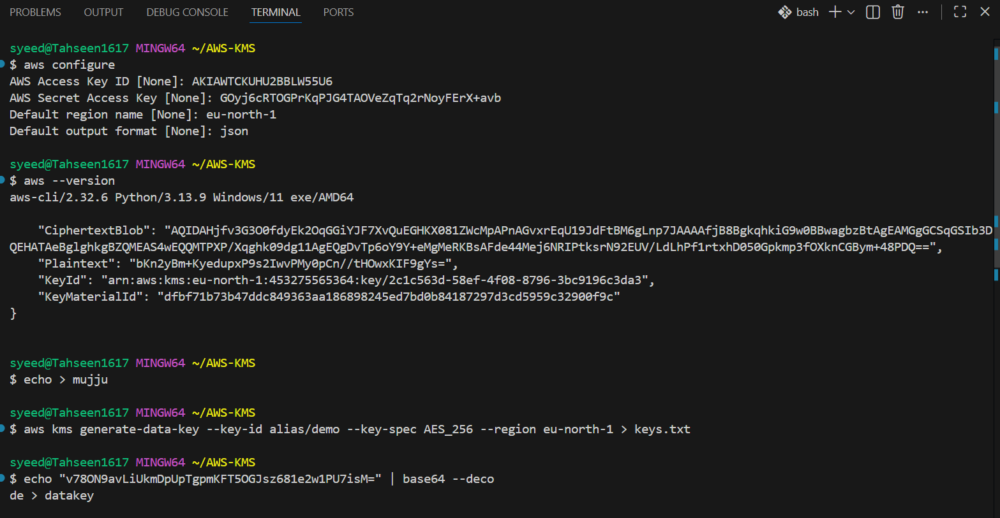 PROBLEMS OUTPUT DEBUG CONSOLE TERMINAL PORTS bash
syeed@Tahseen1617 MINGW64 ~/AWS-KMS
$ aws configure
AWS Access Key ID [None]: AKIAWTCKUHU2BBLW55U6
AWS Secret Access Key [None]: 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
Default region name [None]: eu-north-1
Default output format [None]: json
syeed@Tahseen1617 MINGW64 ~/AWS-KMS
$ aws --version
aws-cli/2.32.6 Python/3.13.9 Windows/11 exe/AMD64
"CiphertextBlob": "AQIDAHjfv3G3O0fdyEk2OqGGiYJF7XvQuEGHKX081ZWcMpAPnAGvxrEqU19JdFtBM6gLnp7JAAAAfjB8BgkqhkiG9w0BBwagbzBtAgEAMGgGCSqGSIb3D
QEHATAeBglghkgBZQMEAS4wEQQMTPXP/Xqghk09dg11AgEQgDvTp6oY9Y+eMgMeRKBsAFde44Mej6NRIPtksrN92EUV/LdLhPf1rtxhD050Gpkmp3fOXknCGBym+48PDQ==",
"Plaintext": "bKn2yBm+KyedupxP9s2IwvPMy0pCn//tHOwxKIF9gYs=",
"KeyId": "arn:aws:kms:eu-north-1:453275565364:key/2c1c563d-58ef-4f08-8796-3bc9196c3da3",
"KeyMaterialId": "dfbf71b73b47ddc849363aa186898245ed7bd0b84187297d3cd5959c32900f9c"
}
syeed@Tahseen1617 MINGW64 ~/AWS-KMS
$ echo > mujju
syeed@Tahseen1617 MINGW64 ~/AWS-KMS
$ aws kms generate-data-key --key-id alias/demo --key-spec AES_256 --region eu-north-1 > keys.txt
syeed@Tahseen1617 MINGW64 ~/AWS-KMS
$ echo "v78ON9avLiUkmDpUpTgpmKFT5OGJsz681e2w1PU7isM=" | base64 --deco
de > datakey